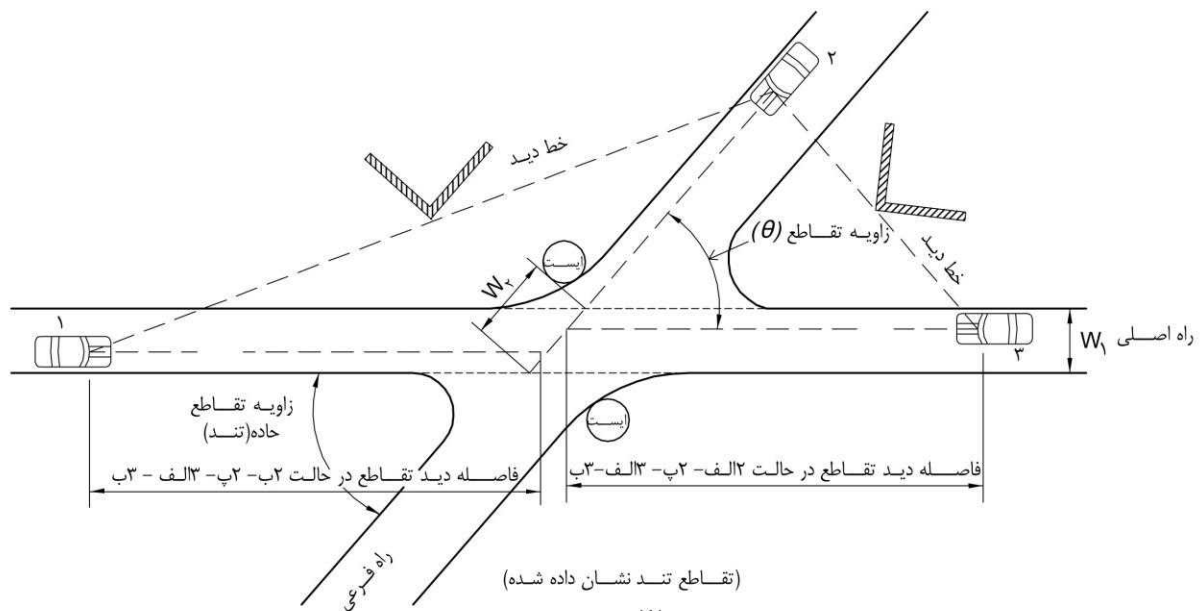 ۲
خط دید
زاویه تقاطع (θ)
خط دید
ایست
W۲
۱
۳
W۱
راه اصلی
زاویه تقاطع
حاده(تند)
ایست
فاصله دید تقاطع در حالت ۲ب- ۲پ- ۳الف - ۳ب
فاصله دید تقاطع در حالت ۲الف- ۲پ- ۳الف-۳ب
راه فرعی
(تقاطع تند نشان داده شده)